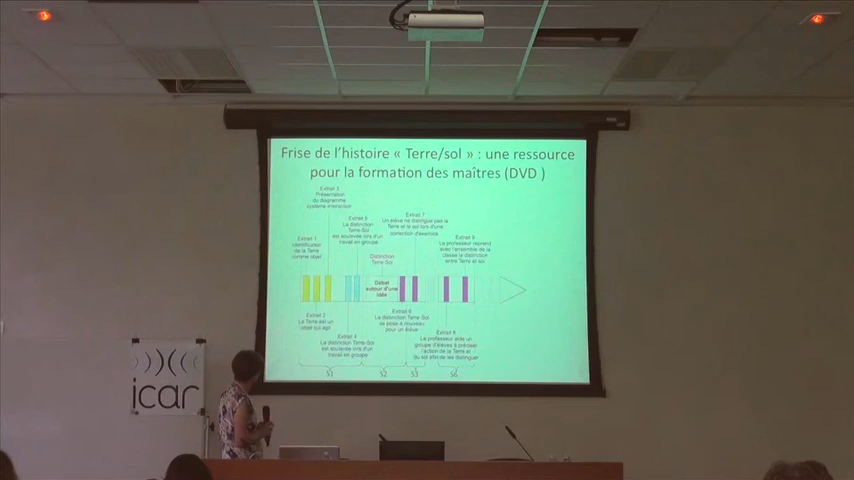 Frise de l'histoire « Terre/sol » : une ressource
pour la formation des maîtres (DVD )
Extrait 3
Présentation
du diagramme
système-interaction
Extrait 5
La distinction
Terre-Sol
est soulevée lors d'un
travail en groupe
Extrait 7
Un élève ne distingue pas la
Terre et le sol lors d'une
correction d'exercice
Extrait 1
Identification
de la Terre
comme objet
Distinction
Terre-Sol
Extrait 9
Le professeur reprend
avec l'ensemble de la
classe la distinction
entre Terre et sol
Débat
autour d'une
idée
Extrait 2
La Terre est un
objet qui agit
Extrait 4
La distinction Terre-Sol
est soulevée lors d'un
travail en groupe
Extrait 6
La distinction Terre-Sol
se pose à nouveau
pour un élève
Extrait 8
Le professeur aide un
groupe d'élèves à préciser
l'action de la Terre et
du sol afin de les distinguer
S1
S2
S3
S6
icar